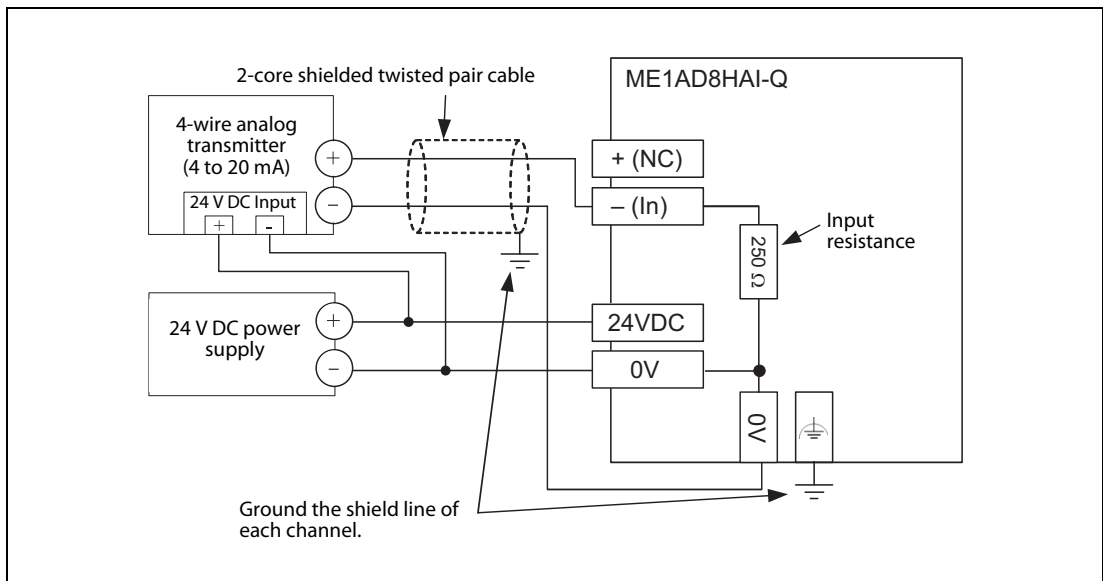 2-core shielded twisted pair cable
ME1AD8HAI-Q
4-wire analog
transmitter
(4 to 20 mA)
+
−
24 V DC Input
+
-
+ (NC)
– (In)
250 Ω
Input
resistance
24 V DC power
supply
+
−
24VDC
0V
0V
Ground the shield line of
each channel.